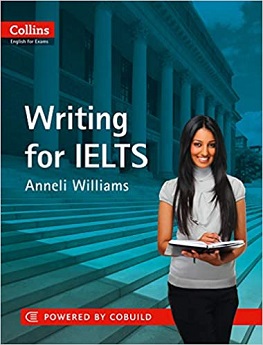 Collins
English for Exams
Writing
for IELTS
Anneli Williams
POWERED BY COBUILD